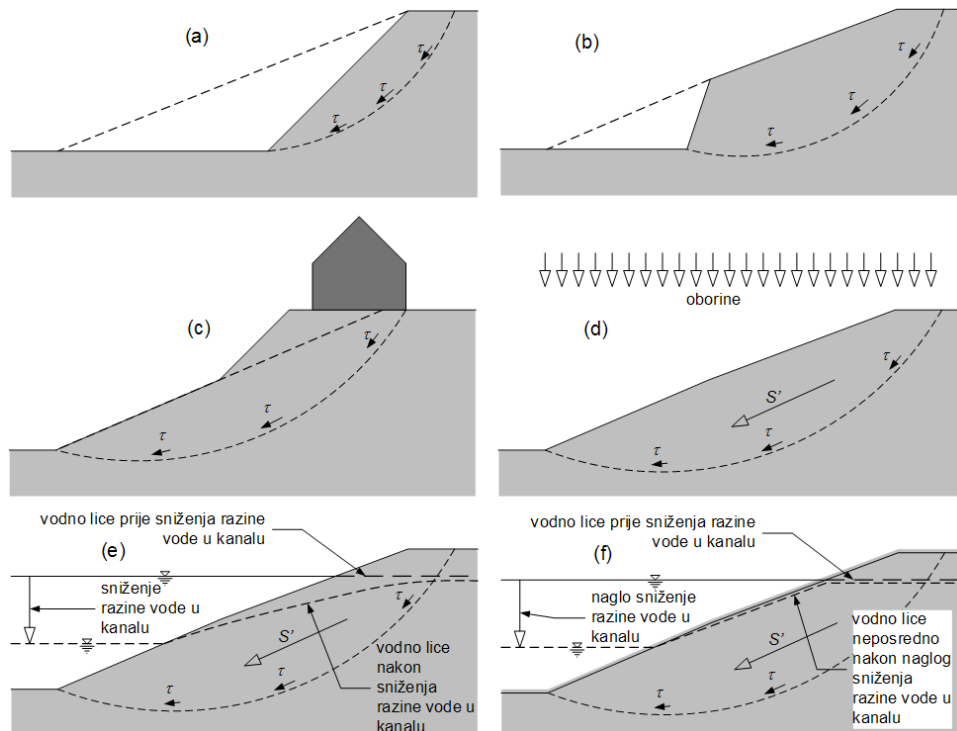 (a)
τ
τ
τ
(b)
τ
τ
τ
(c)
τ
τ
τ
oborine
(d)
τ
S'
τ
τ
vodno lice prije sniženja razine
vode u kanalu
(e)
sniženje
razine vode u
kanalu
τ
S'
τ
τ
vodno lice
nakon
sniženja
razine vode u
kanalu
vodno lice prije sniženja razine
vode u kanalu
(f)
naglo sniženje
razine vode u
kanalu
S'
τ
τ
vodno lice
neposredno
nakon naglog
sniženja
razine vode u
kanalu